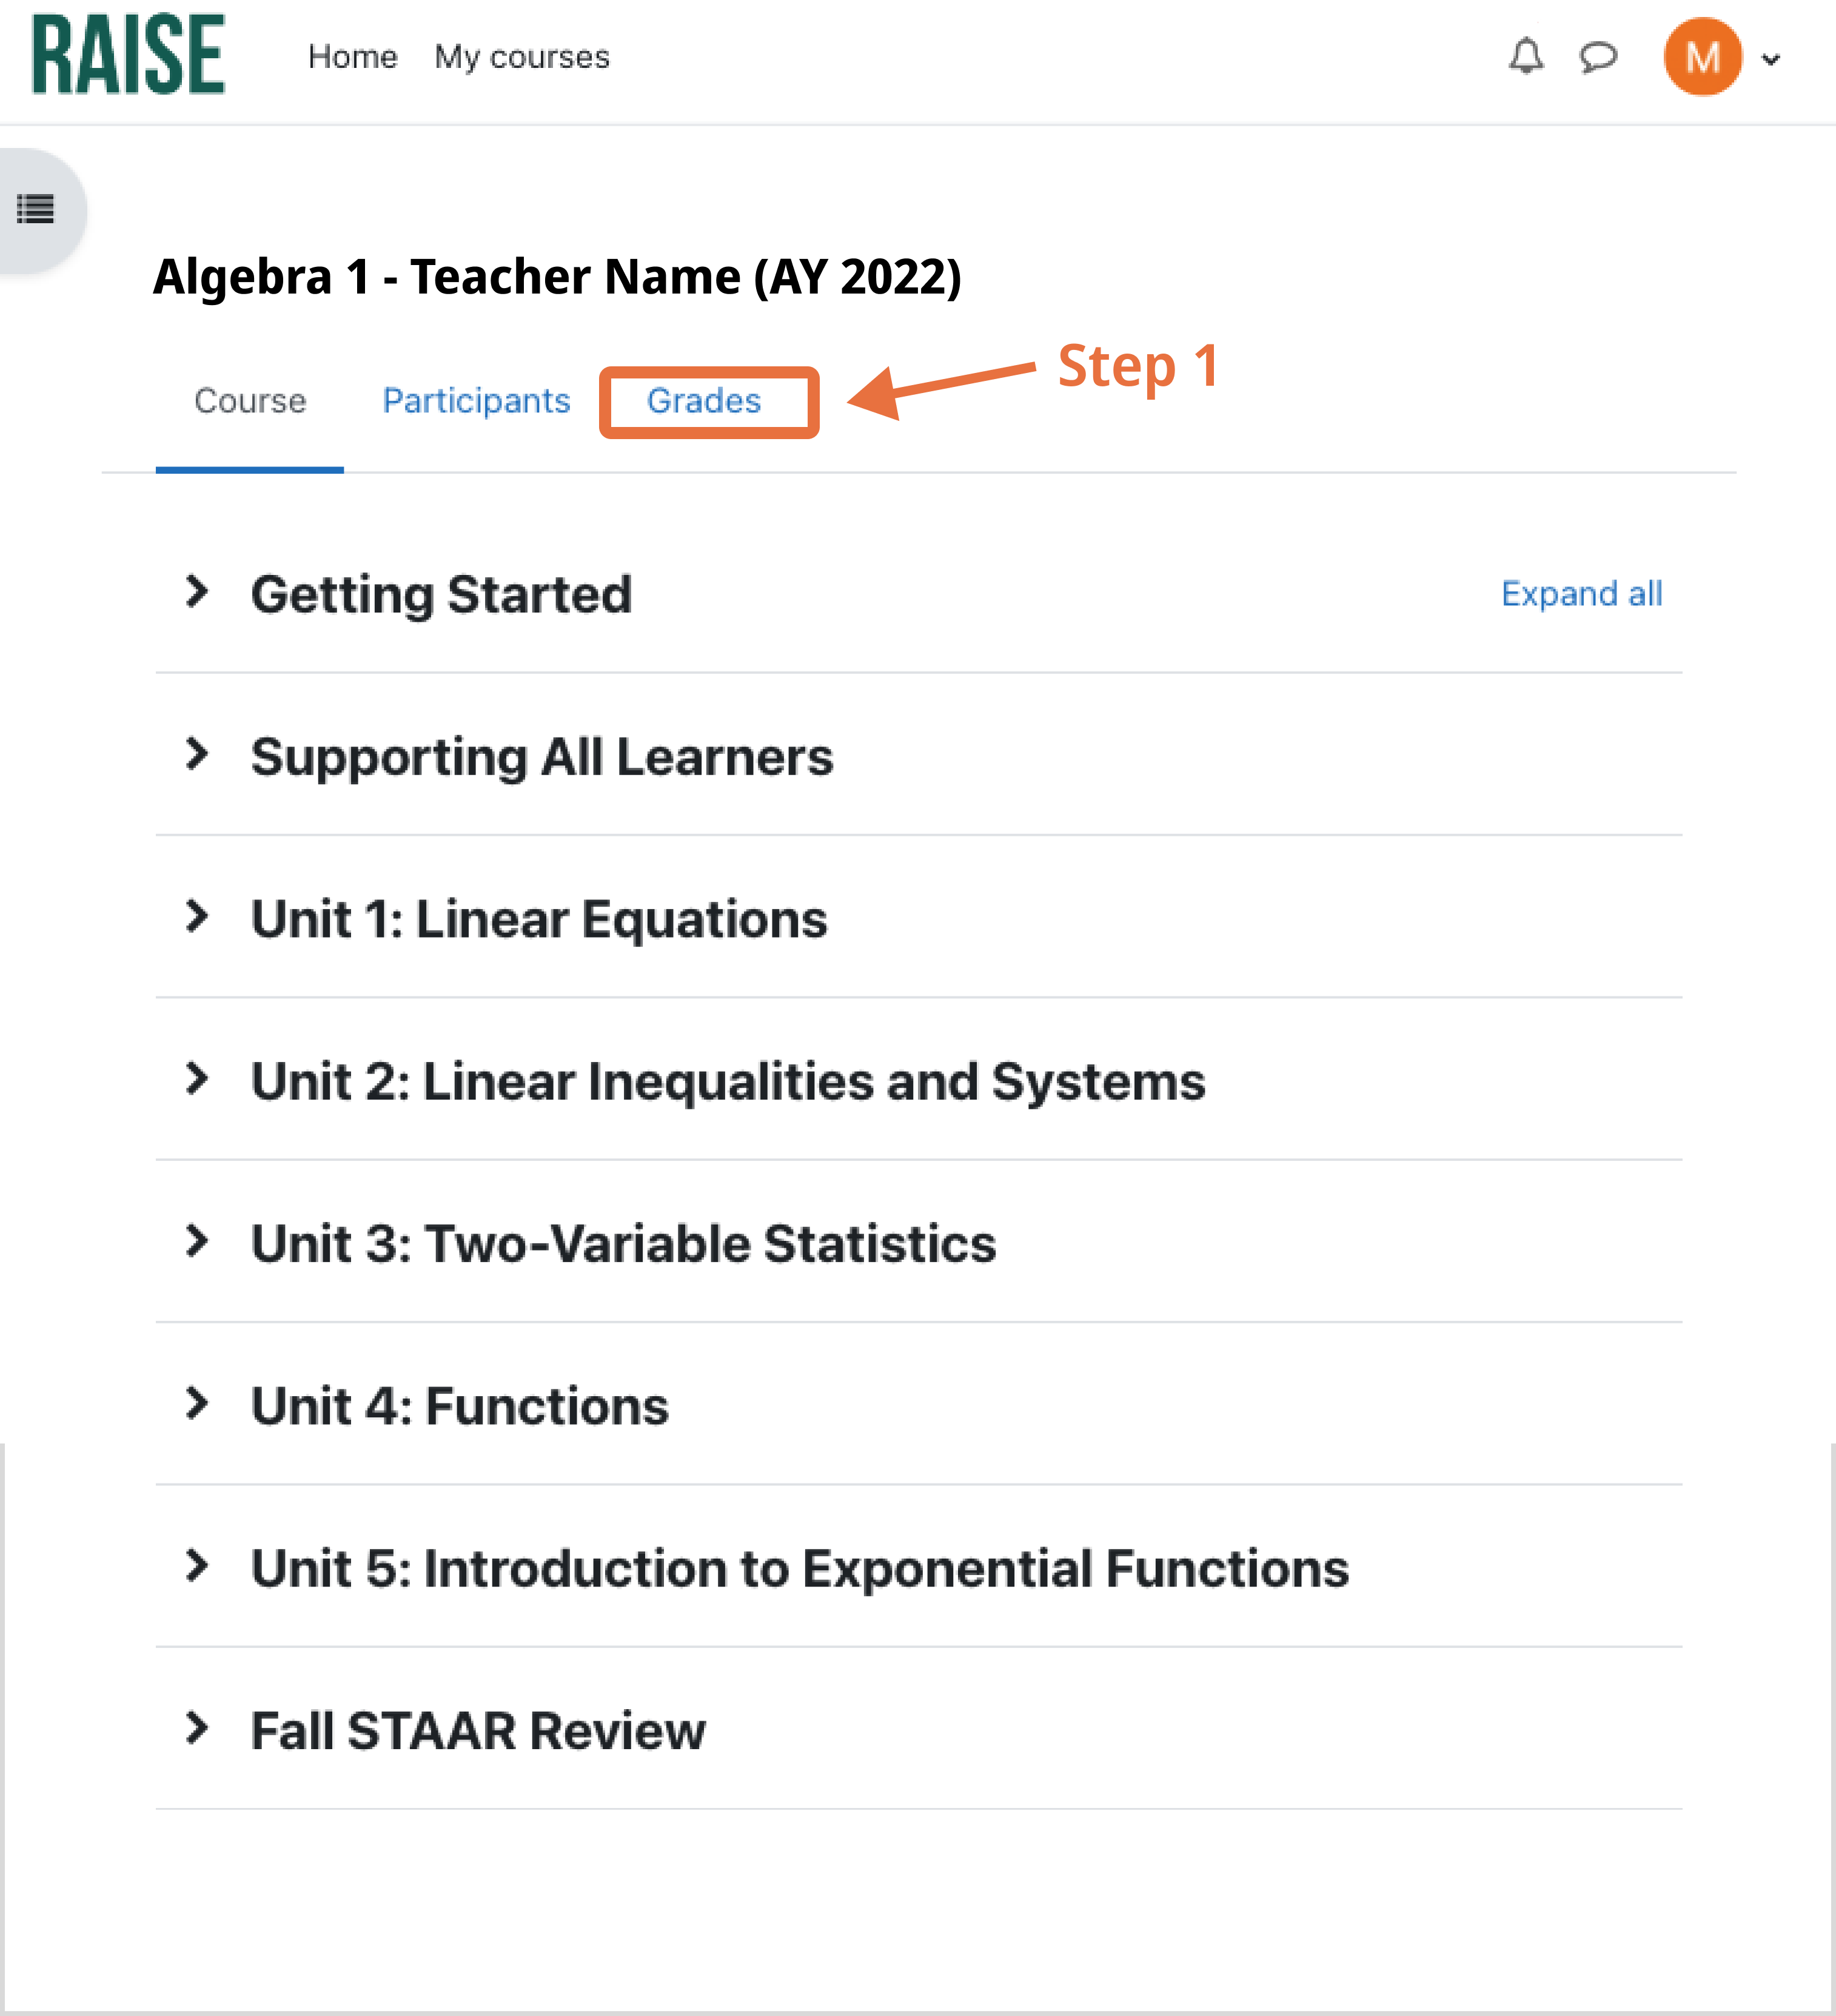 RAISE Home My courses M
Algebra 1 - Teacher Name (AY 2022)
Step 1
Course Participants Grades
Getting Started Expand all
Supporting All Learners
Unit 1: Linear Equations
Unit 2: Linear Inequalities and Systems
Unit 3: Two-Variable Statistics
Unit 4: Functions
Unit 5: Introduction to Exponential Functions
Fall STAAR Review